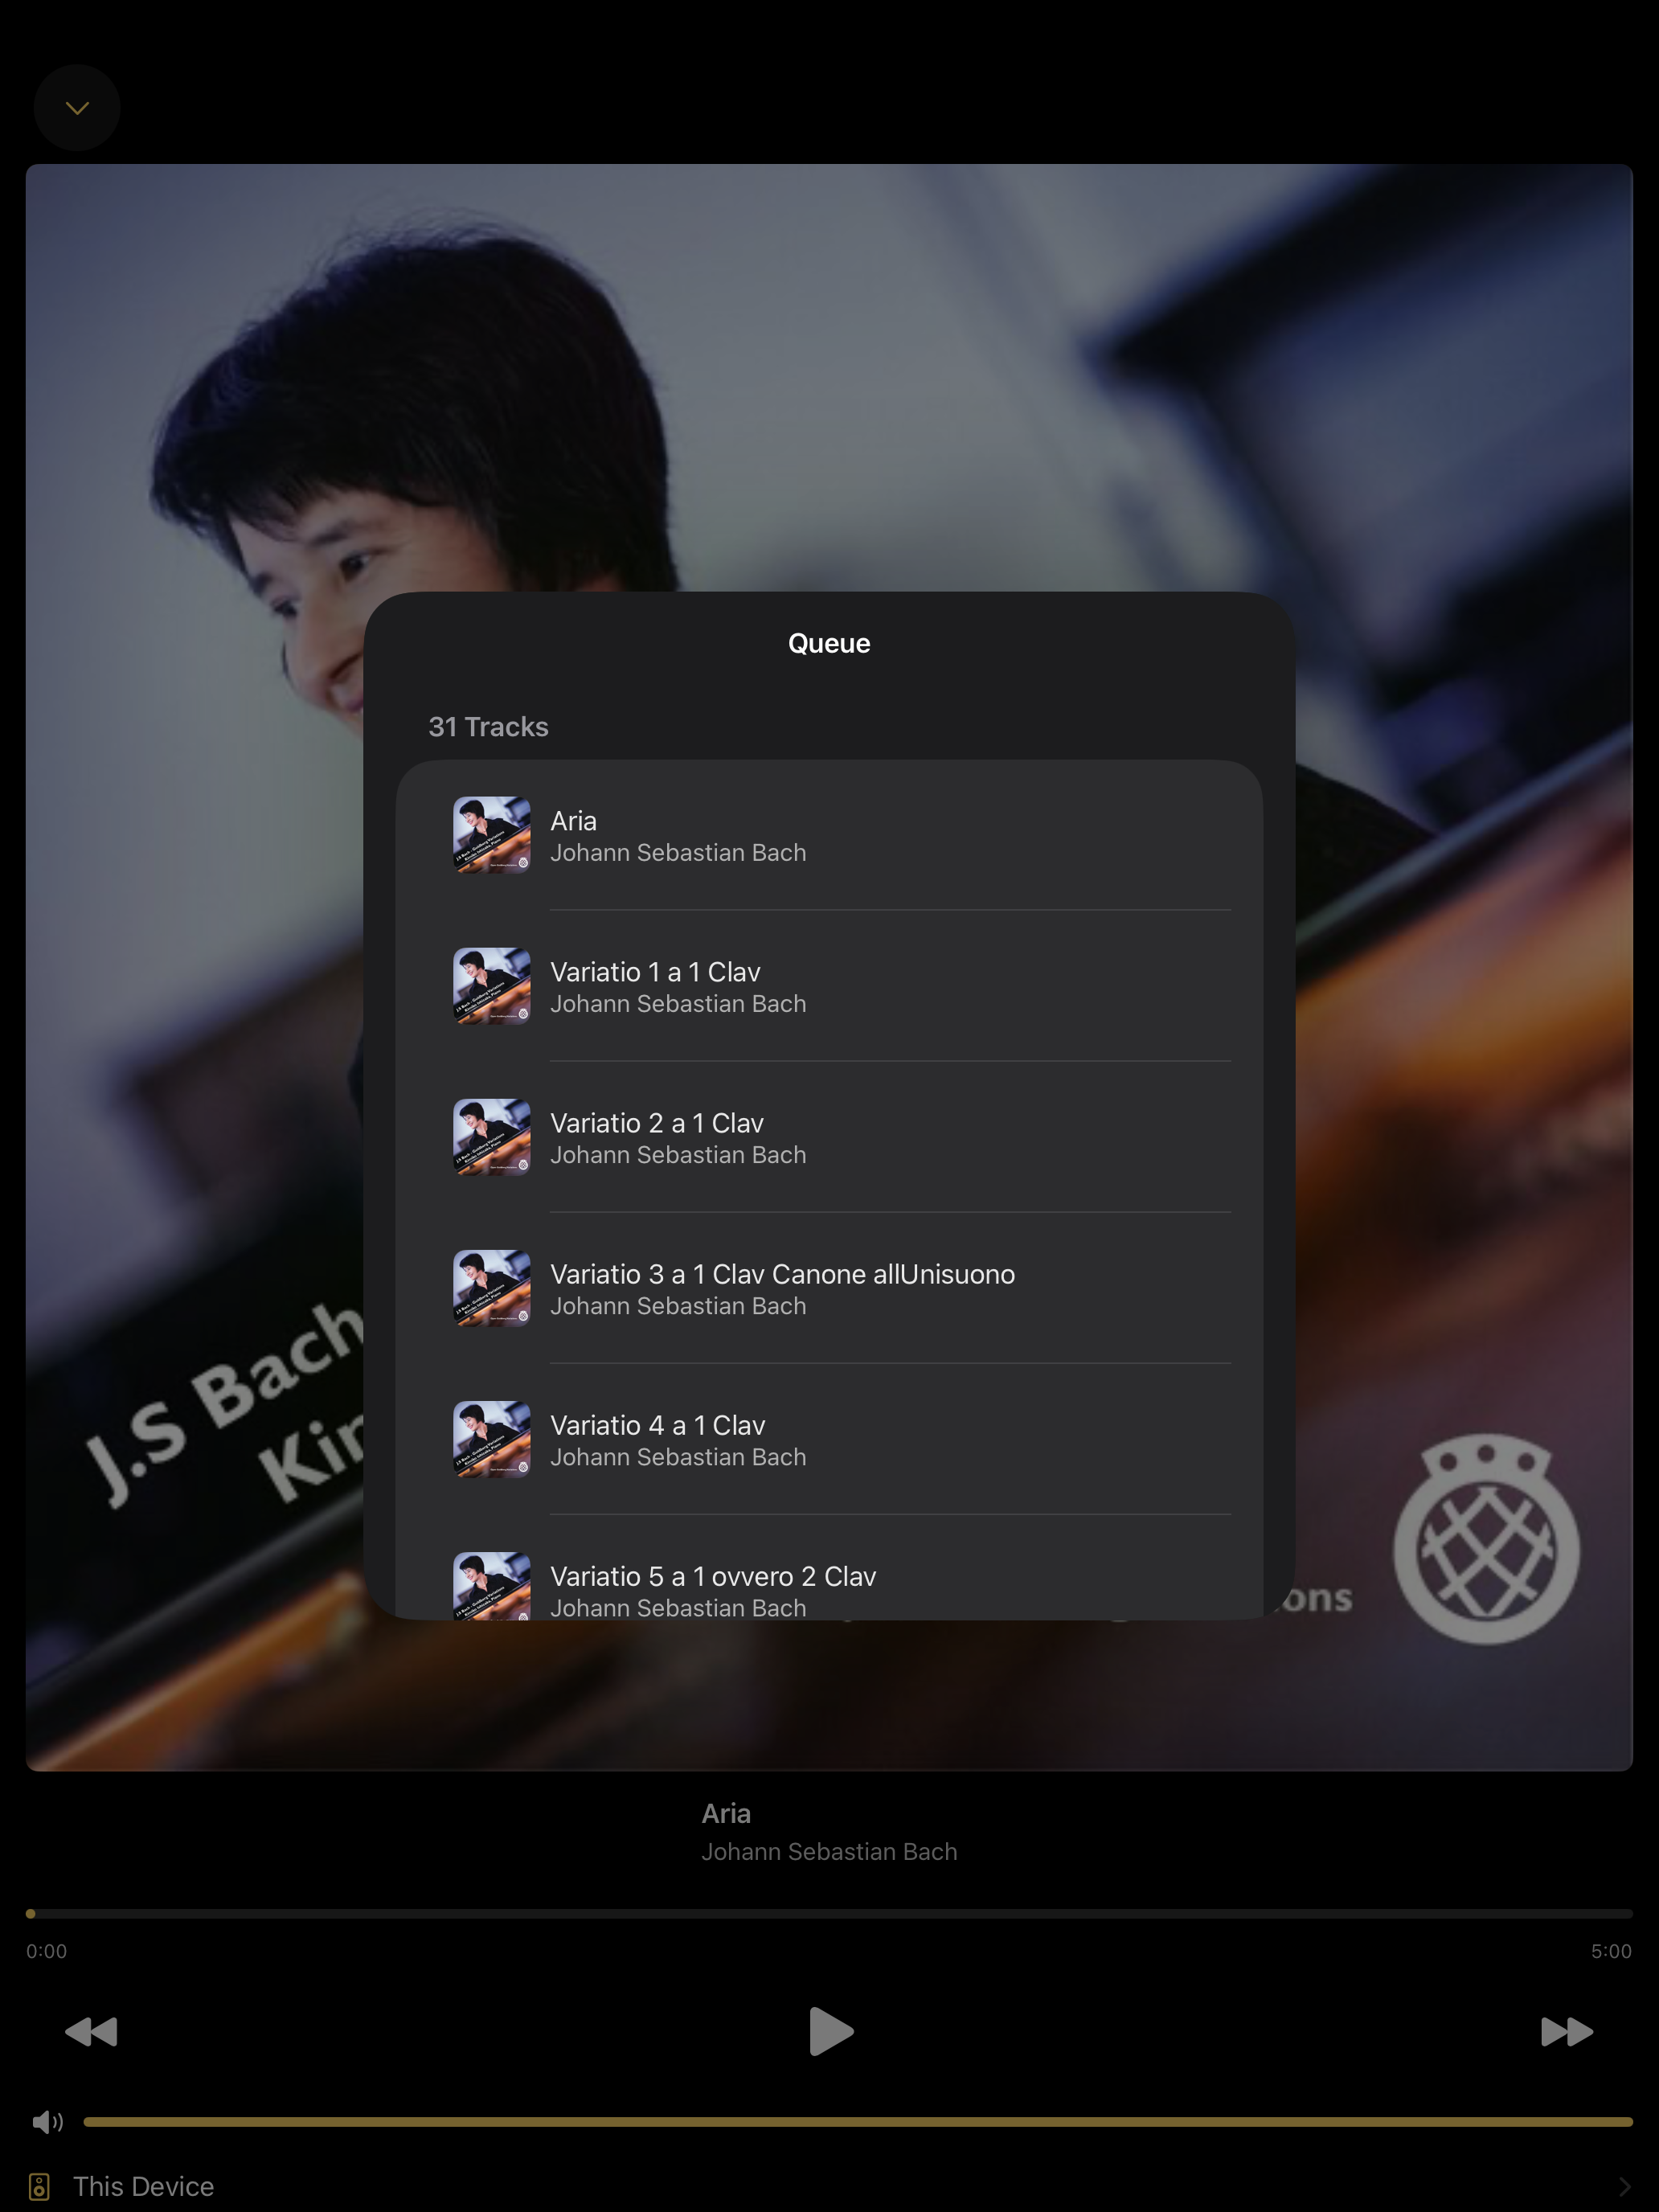 Queue
31 Tracks
Aria
Johann Sebastian Bach
Variatio 1 a 1 Clav
Johann Sebastian Bach
Variatio 2 a 1 Clav
Johann Sebastian Bach
Variatio 3 a 1 Clav Canone allUnisuono
Johann Sebastian Bach
Variatio 4 a 1 Clav
Johann Sebastian Bach
Variatio 5 a 1 ovvero 2 Clav
Johann Sebastian Bach
J.S Bach
Aria
Johann Sebastian Bach
0:00
5:00
This Device